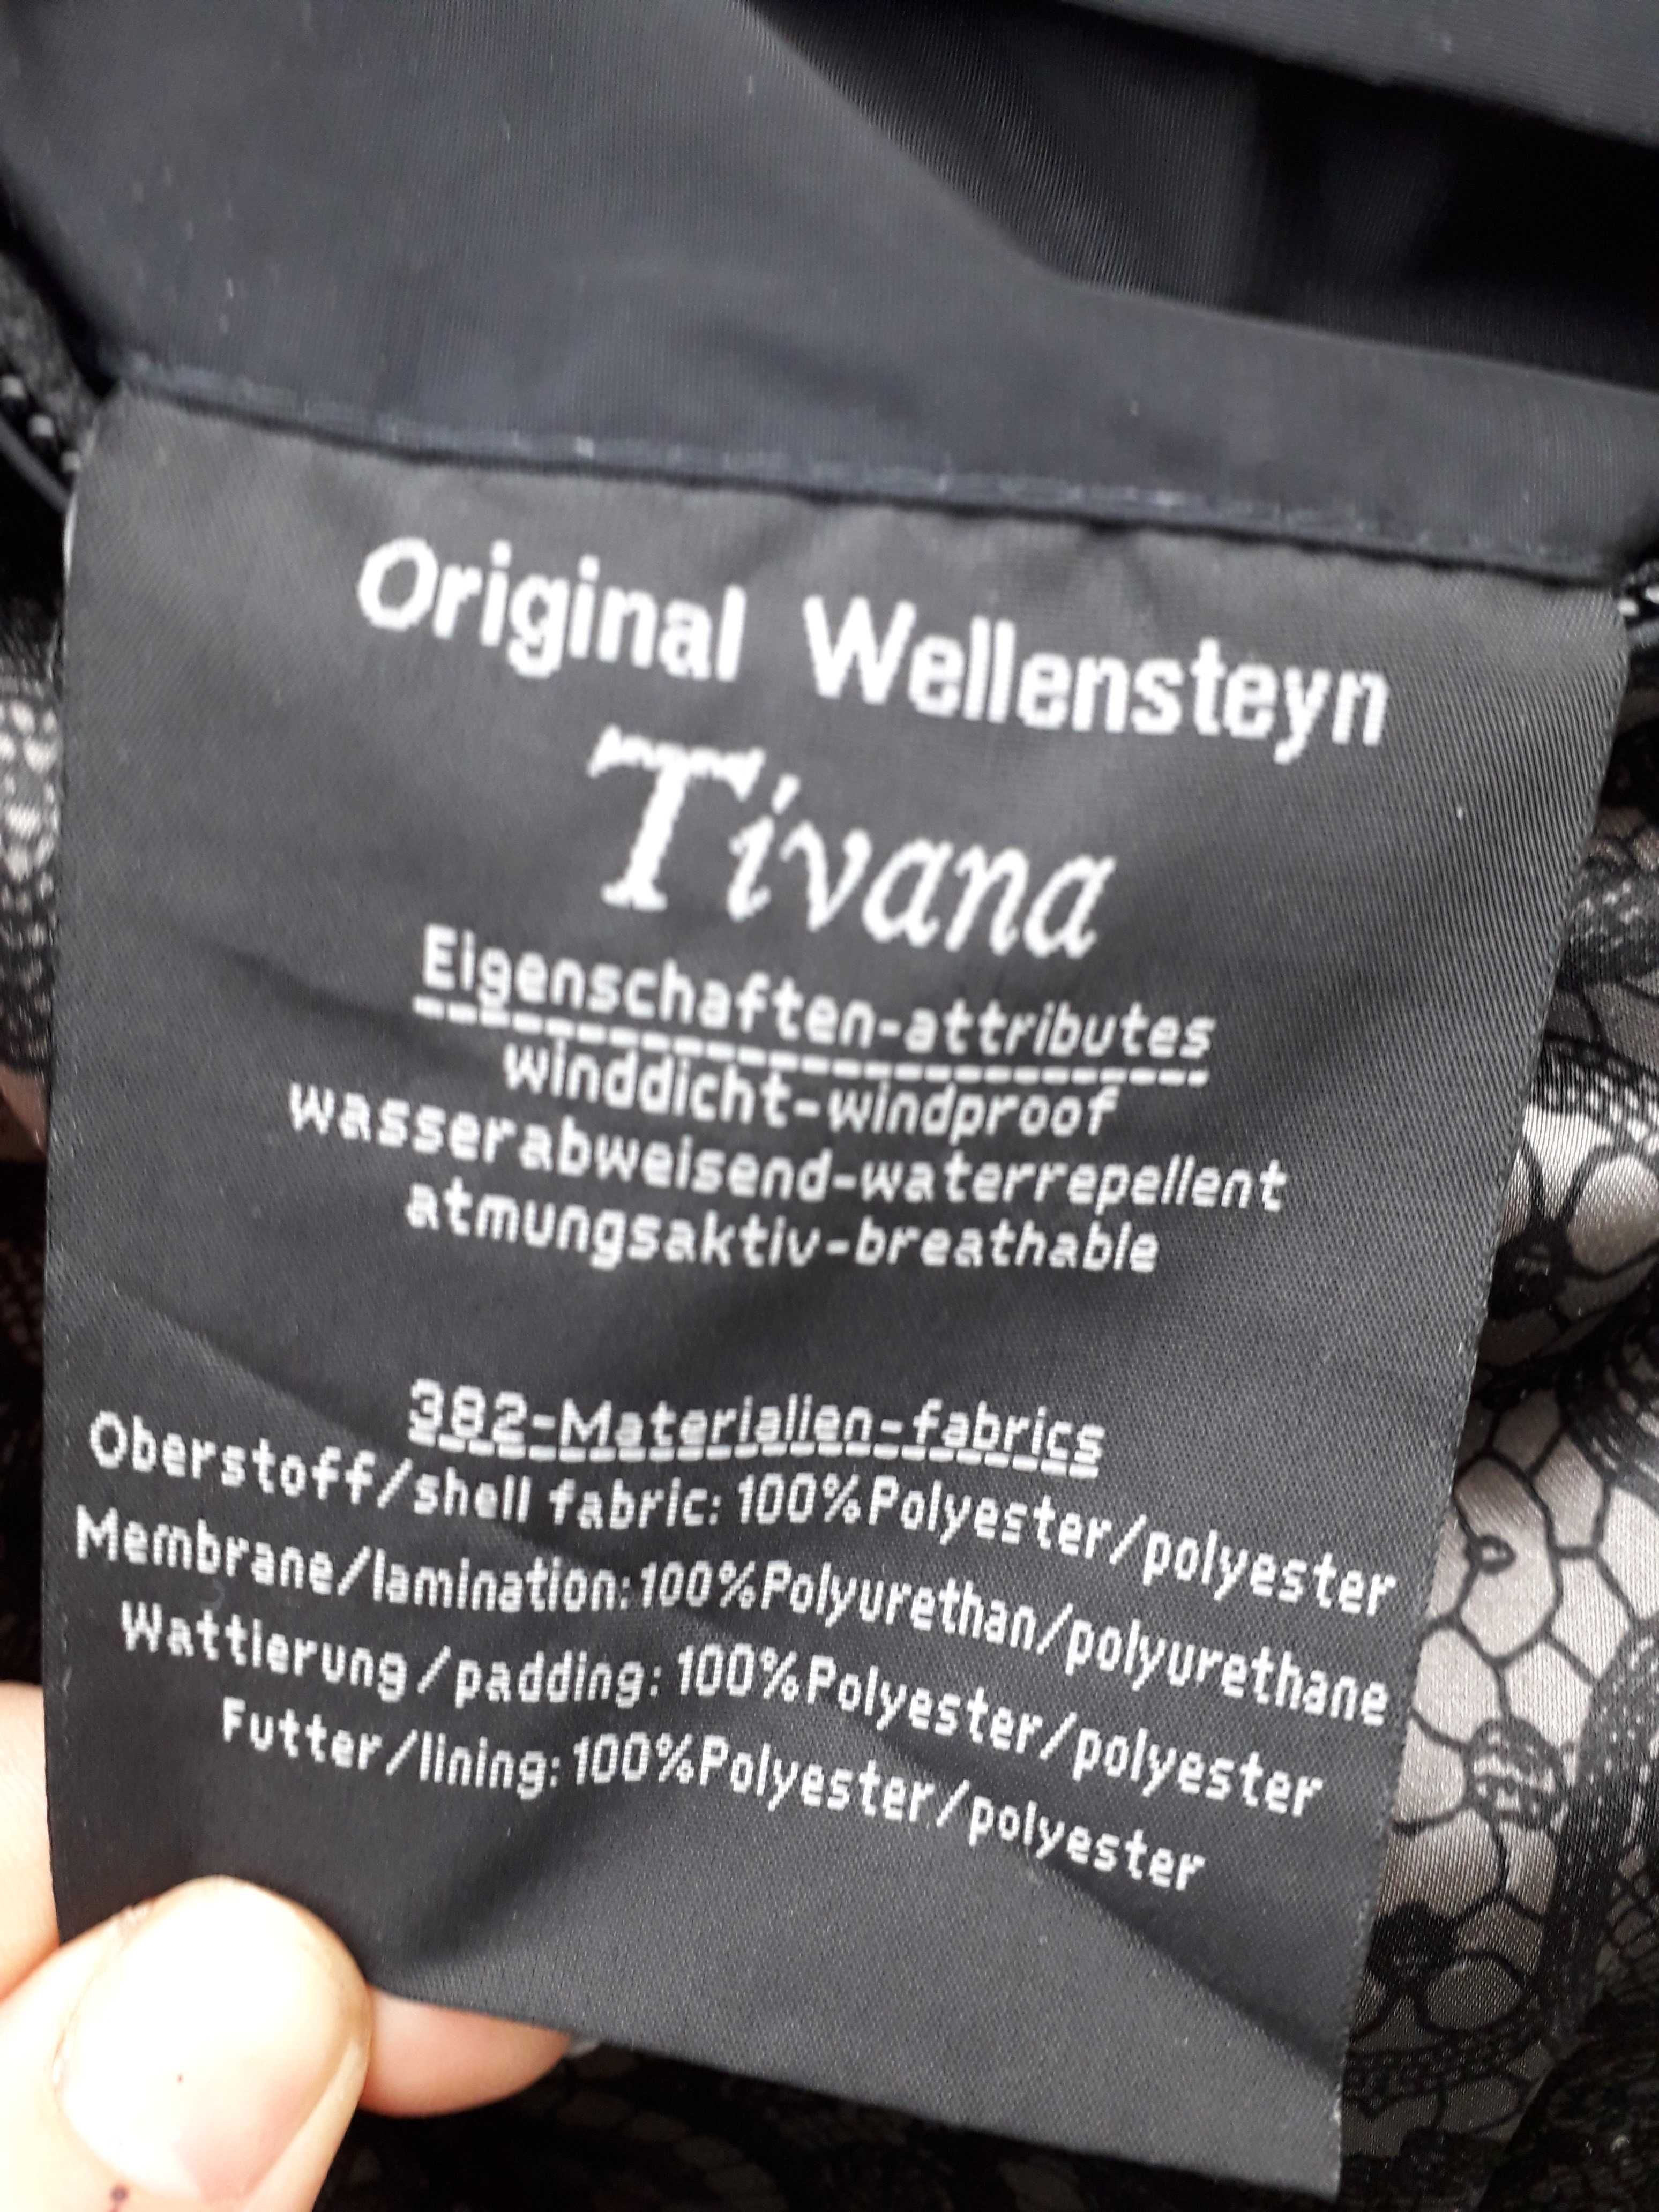 Original Wellensteyn
Tivana
Eigenschaften-attributes
winddicht-windproof
wasserabweisend-waterrepellent
atmungsaktiv-breathable
382-Materialien-fabrics
Oberstoff/shell fabric: 100%Polyester/polyester
Membrane/lamination:100%Polyurethan/polyurethane
Wattierung/padding: 100%Polyester/polyester
Futter/lining: 100%Polyester/polyester